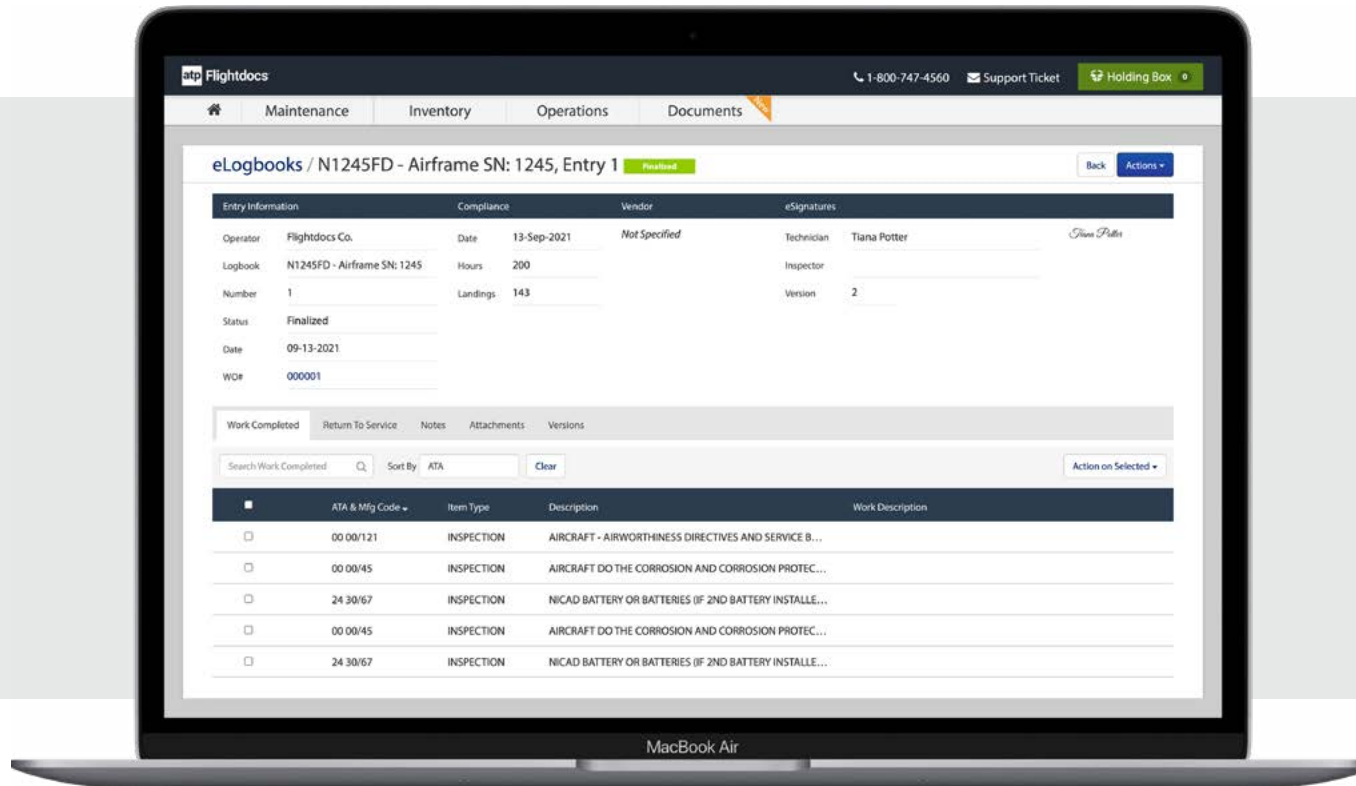 atp Flightdocs 1-800-747-4560 Support Ticket Holding Box 0
Maintenance Inventory Operations Documents New
eLogbooks / N1245FD - Airframe SN: 1245, Entry 1 Finalized Back Actions
Entry Information Compliance Vendor eSignatures
Operator Flightdocs Co. Date 13-Sep-2021 Not Specified Technician Tiana Potter Tiana Potter
Logbook N1245FD - Airframe SN: 1245 Hours 200 Inspector
Number 1 Landings 143 Version 2
Status Finalized
Date 09-13-2021
WO# 000001
Work Completed Return To Service Notes Attachments Versions
Search Work Completed Sort By ATA Clear Action on Selected
ATA & Mfg Code Item Type Description Work Description
00 00/121 INSPECTION AIRCRAFT - AIRWORTHINESS DIRECTIVES AND SERVICE B...
00 00/45 INSPECTION AIRCRAFT DO THE CORROSION AND CORROSION PROTEC...
24 30/67 INSPECTION NICAD BATTERY OR BATTERIES (IF 2ND BATTERY INSTALLE...
00 00/45 INSPECTION AIRCRAFT DO THE CORROSION AND CORROSION PROTEC...
24 30/67 INSPECTION NICAD BATTERY OR BATTERIES (IF 2ND BATTERY INSTALLE...
MacBook Air